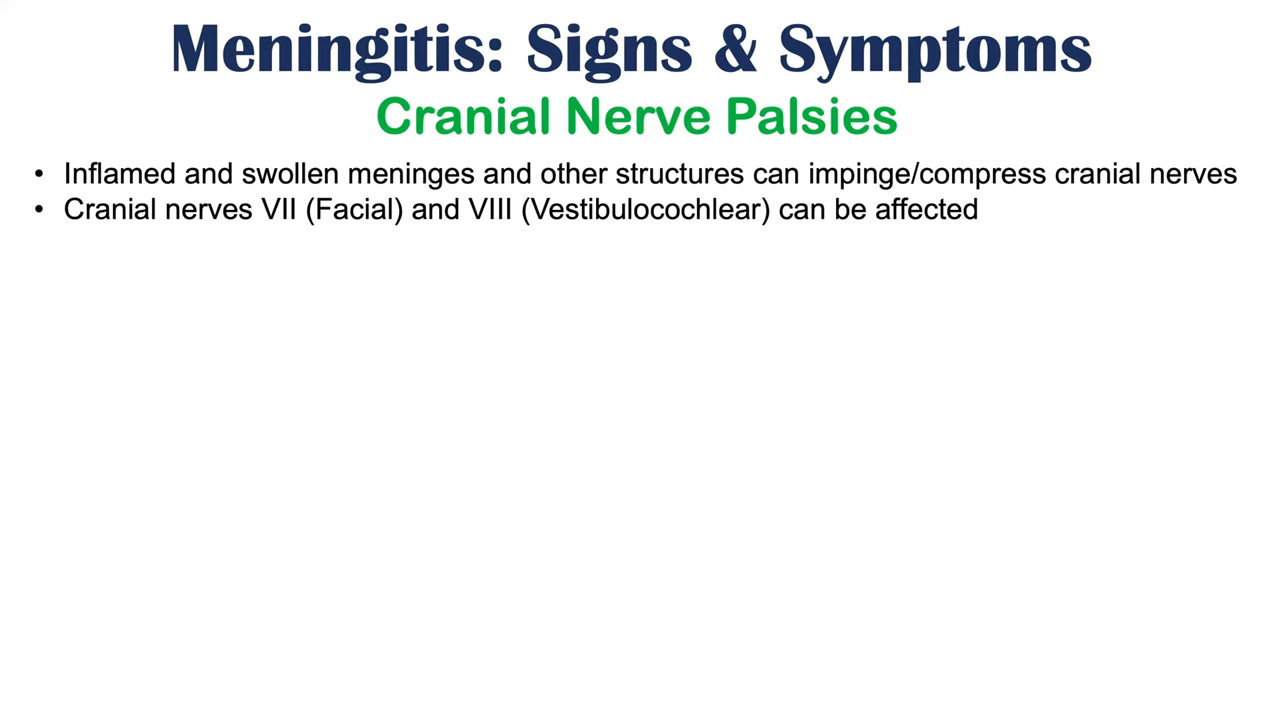 Meningitis: Signs & Symptoms
Cranial Nerve Palsies
• Inflamed and swollen meninges and other structures can impinge/compress cranial nerves
• Cranial nerves VII (Facial) and VIII (Vestibulocochlear) can be affected